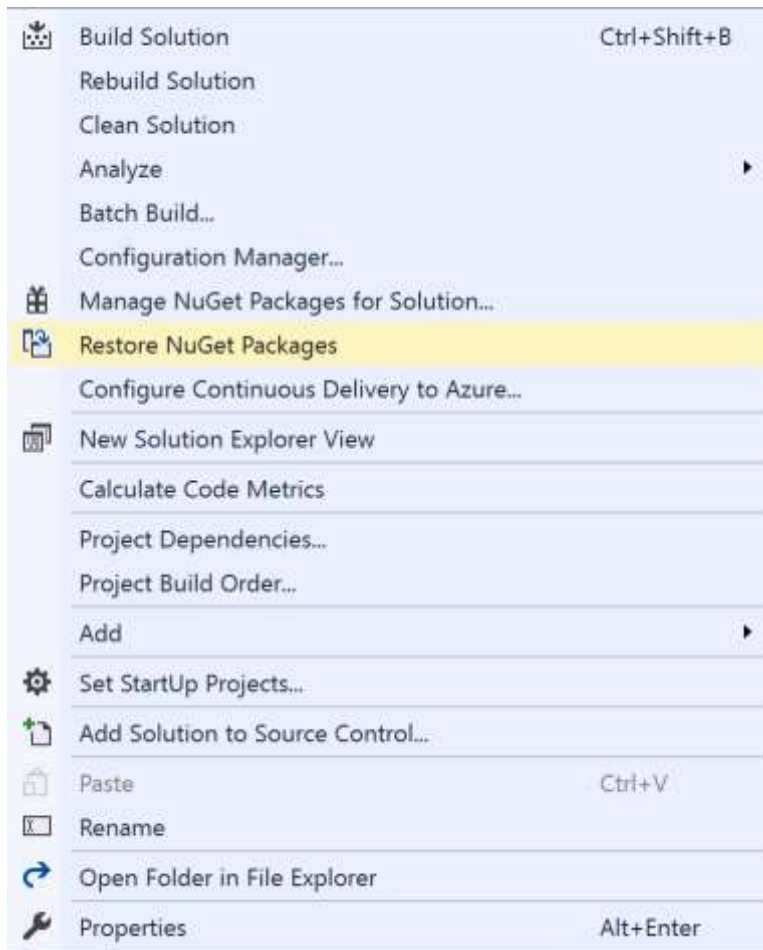 Build Solution Ctrl+Shift+B
Rebuild Solution
Clean Solution
Analyze
Batch Build...
Configuration Manager...
Manage NuGet Packages for Solution...
Restore NuGet Packages
Configure Continuous Delivery to Azure...
New Solution Explorer View
Calculate Code Metrics
Project Dependencies...
Project Build Order...
Add
Set StartUp Projects...
Add Solution to Source Control...
Paste Ctrl+V
Rename
Open Folder in File Explorer
Properties Alt+Enter